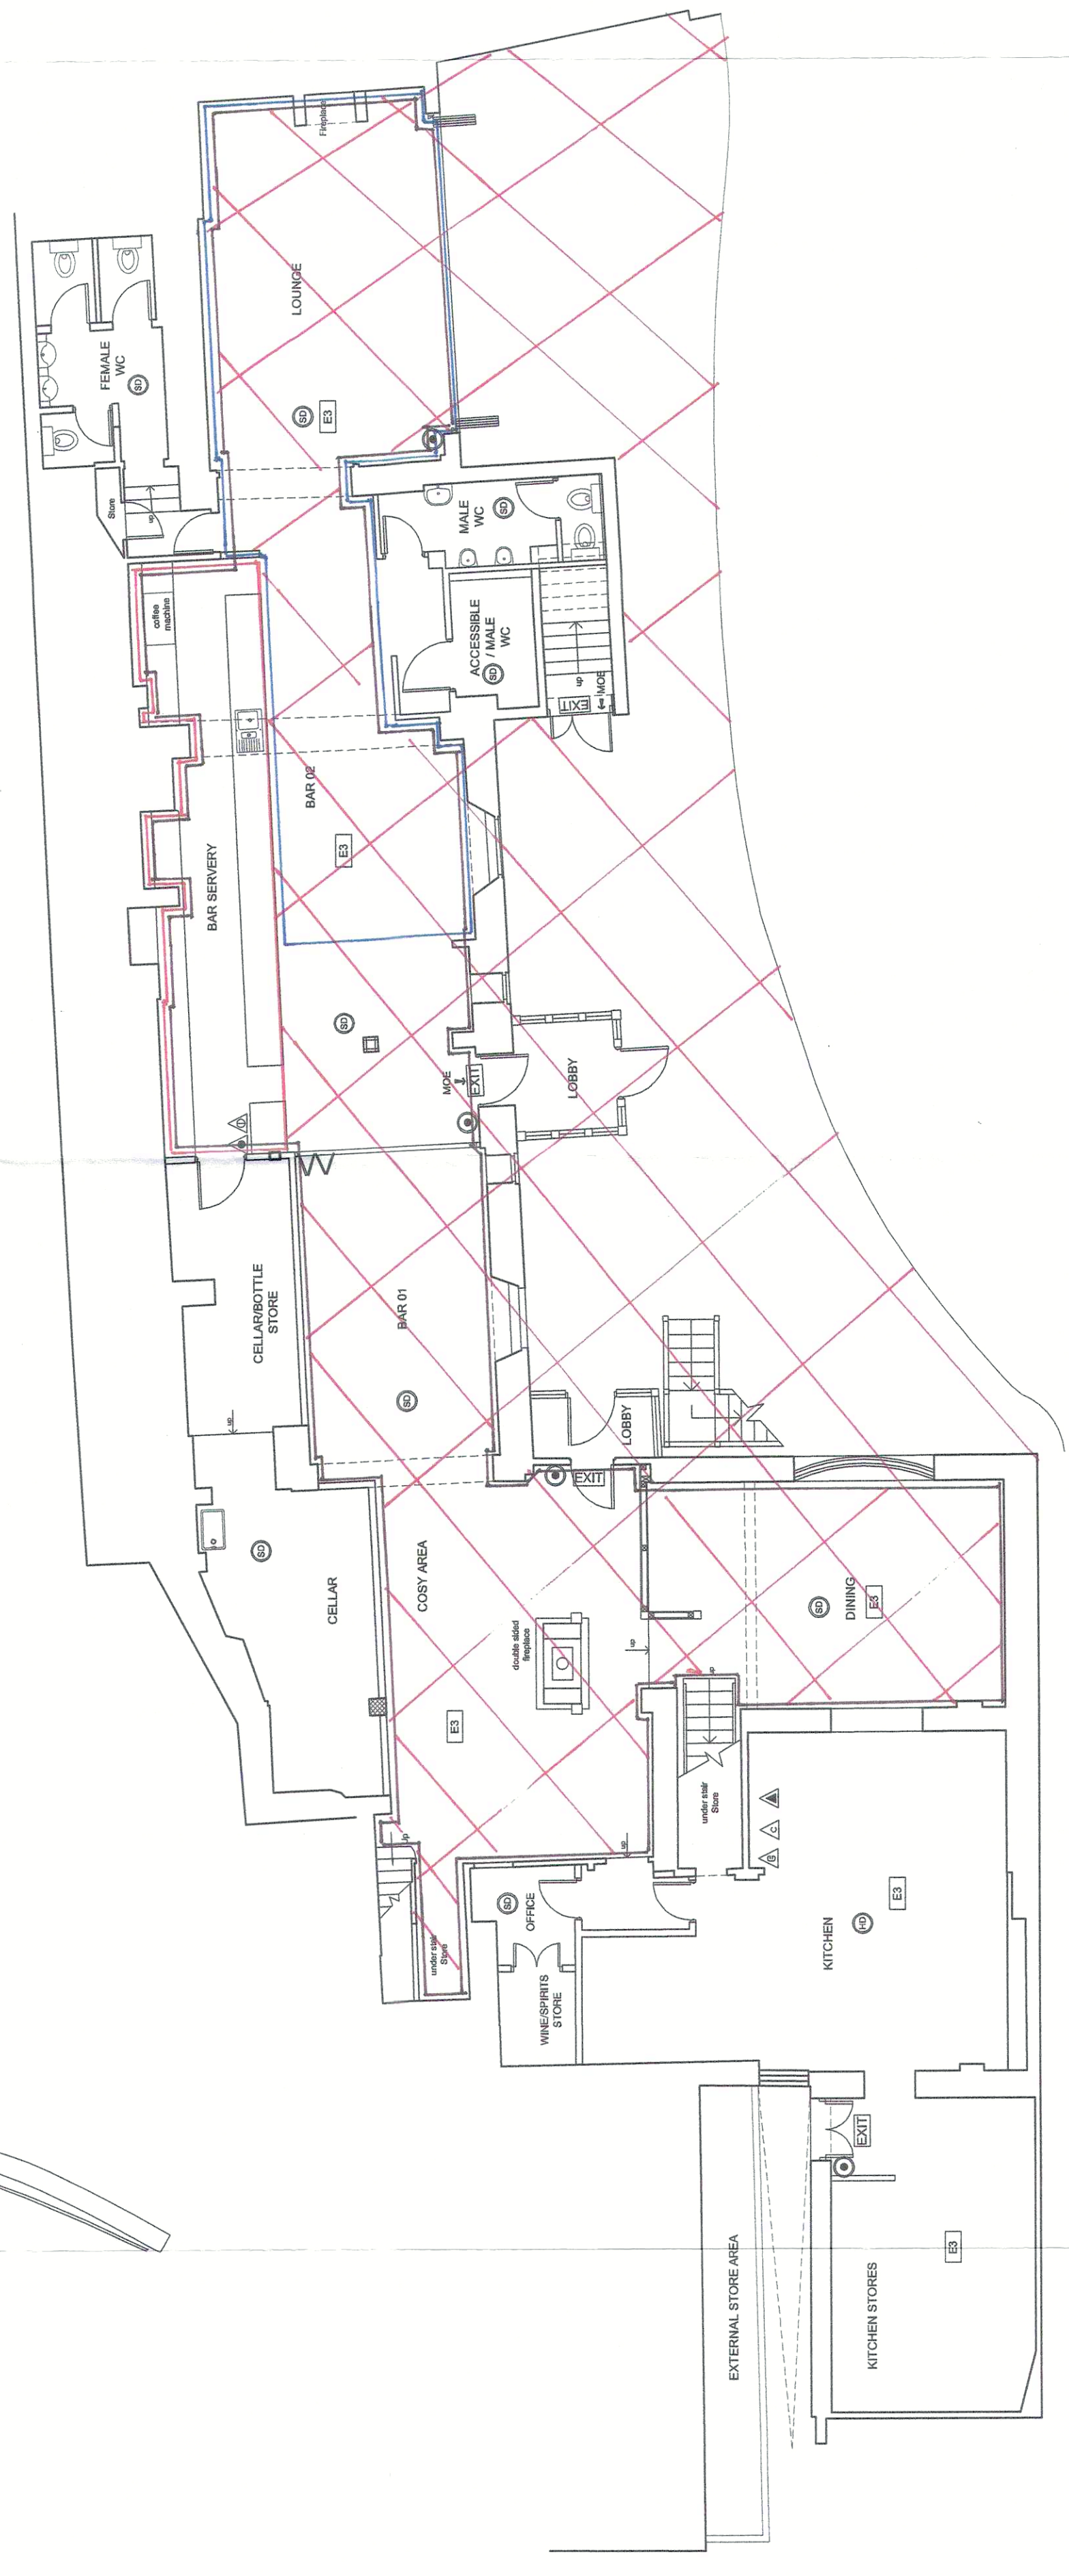 Fireplace
LOUNGE
SD
E3
FEMALE
WC
SD
Store
up
coffee
machine
MALE
WC
SD
ACCESSIBLE
/ MALE
WC
SD
up
EXIT
MOE
BAR SERVERY
BAR 02
E3
SD
MOE
EXIT
LOBBY
CELLAR/BOTTLE
STORE
up
BAR 01
SD
LOBBY
EXIT
SD
CELLAR
COSY AREA
double sided
fireplace
E3
up
up
SD
DINING
E3
up
under stair
Store
up
under stair
Store
SD
OFFICE
WINE/SPIRITS
STORE
C
KITCHEN
HD
E3
EXIT
EXTERNAL STORE AREA
KITCHEN STORES
E3